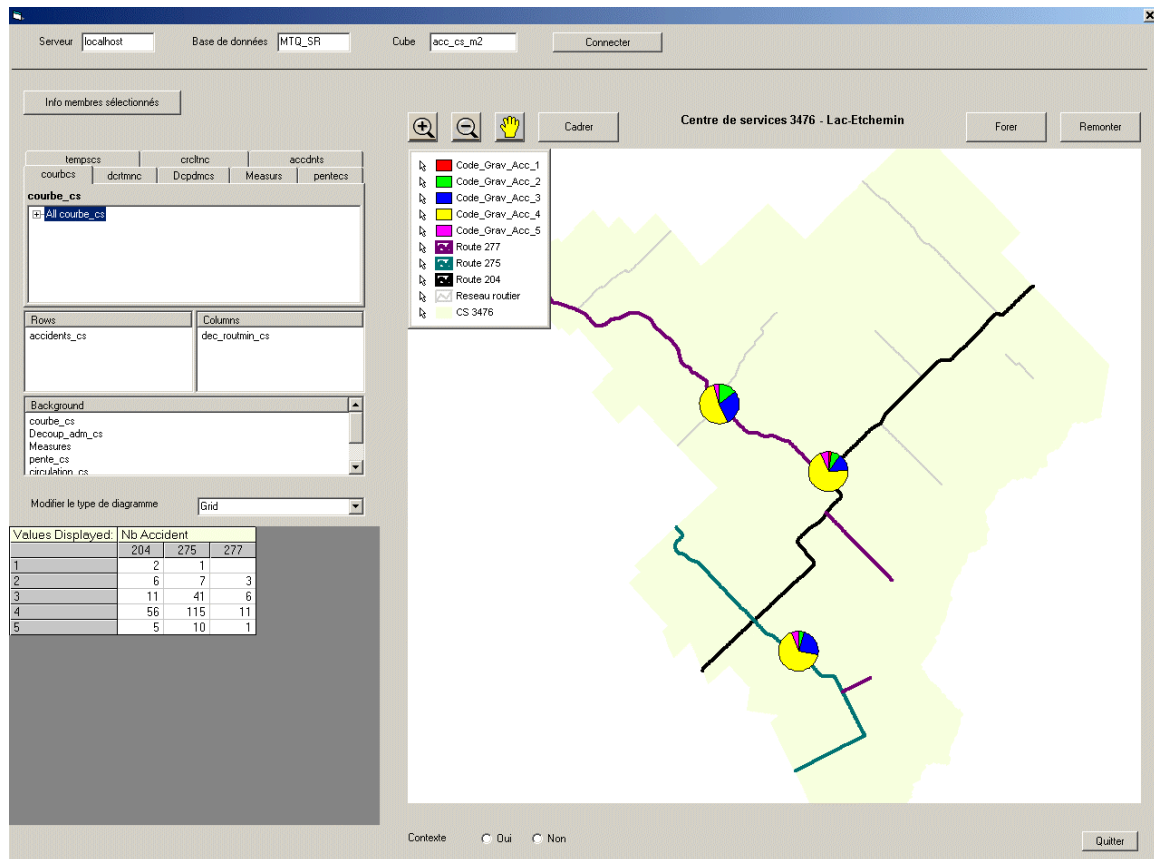 Serveur localhost Base de données MTQ_SR Cube acc_cs_m2 Connecter
Info membres sélectionnés
Cadrer Centre de services 3476 - Lac-Etchemin Forer Remonter
tempscs crcltnc accdnts
courbcs dcrtmnc Dcpdmcs Measurs pentecs
courbe_cs
All courbe_cs
Rows Columns
accidents_cs dec_routmin_cs
Background
courbe_cs
Decoup_adm_cs
Measures
pente_cs
circulation_cs
Modifier le type de diagramme Grid
Values Displayed: Nb Accident
204 275 277
1 2 1
2 6 7 3
3 11 41 6
4 56 115 11
5 5 10 1
Code_Grav_Acc_1
Code_Grav_Acc_2
Code_Grav_Acc_3
Code_Grav_Acc_4
Code_Grav_Acc_5
Route 277
Route 275
Route 204
Reseau routier
CS 3476
Contexte Oui Non Quitter